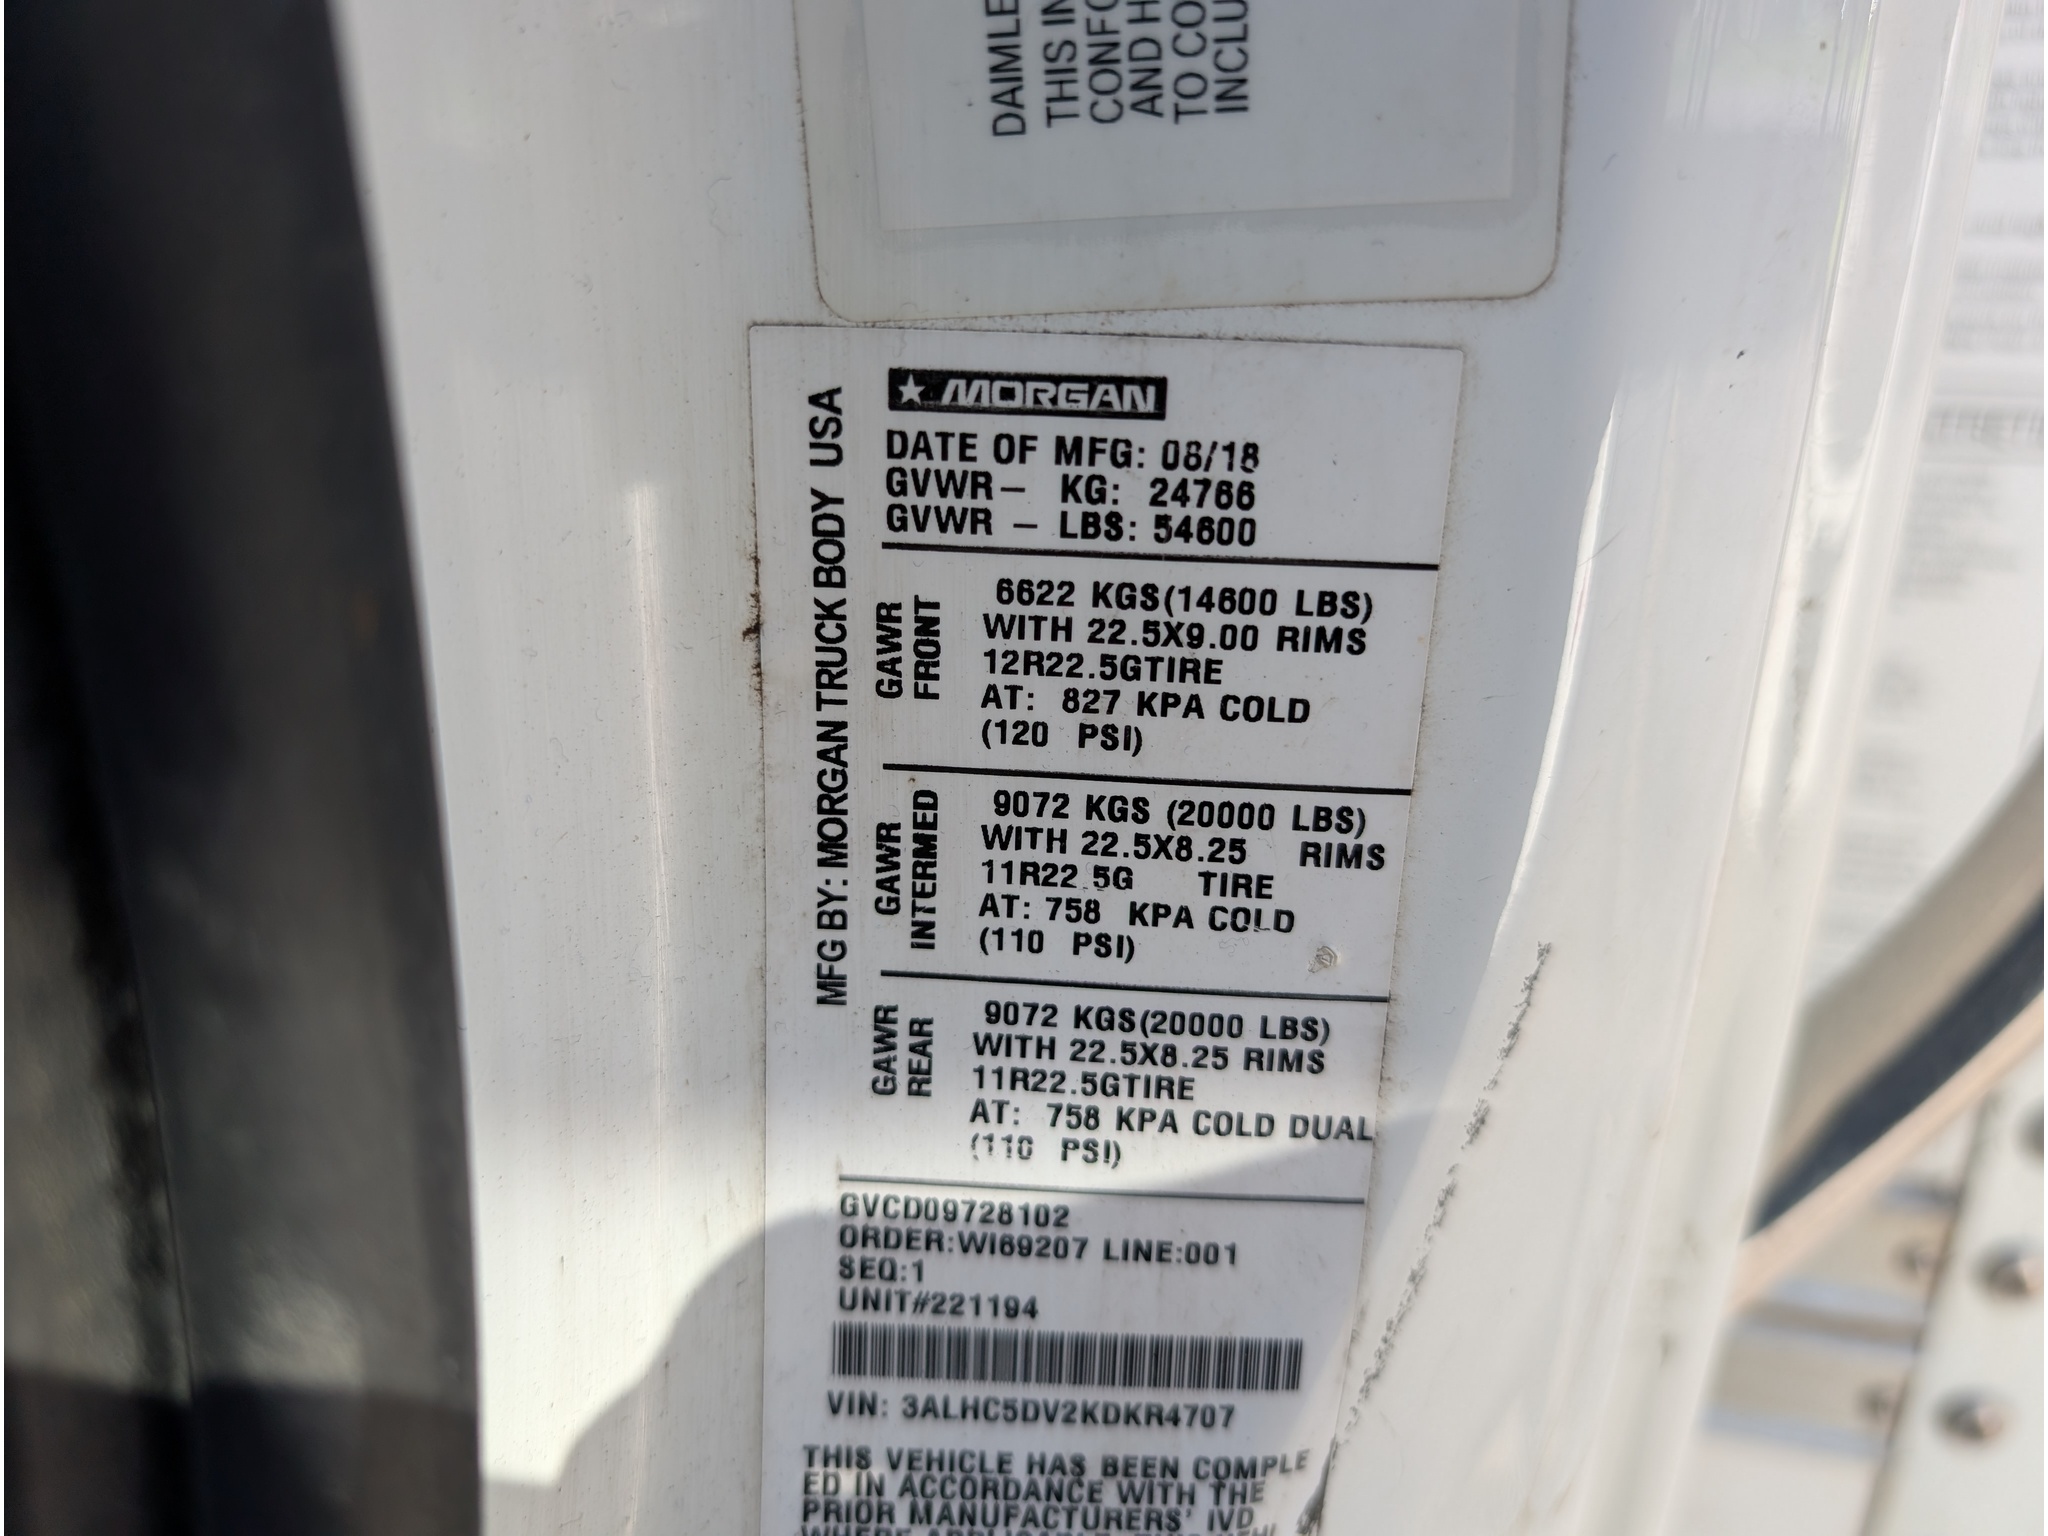 DAIMLE
THIS IN
CONFO
AND H
TO CO
INCLU
MORGAN
MFG BY: MORGAN TRUCK BODY USA
DATE OF MFG: 08/18
GVWR- KG: 24766
GVWR - LBS: 54600
GAWR
FRONT
6622 KGS(14600 LBS)
WITH 22.5X9.00 RIMS
12R22.5GTIRE
AT: 827 KPA COLD
(120 PSI)
GAWR
INTERMED
9072 KGS (20000 LBS)
WITH 22.5X8.25 RIMS
11R22.5G TIRE
AT: 758 KPA COLD
(110 PSI)
GAWR
REAR
9072 KGS(20000 LBS)
WITH 22.5X8.25 RIMS
11R22.5GTIRE
AT: 758 KPA COLD DUAL
(110 PSI)
GVCD09728102
ORDER:WI69207 LINE:001
SEQ:1
UNIT#221194
VIN: 3ALHC5DV2KDKR4707
THIS VEHICLE HAS BEEN COMPLE
ED IN ACCORDANCE WITH THE
PRIOR MANUFACTURERS' IVD
WHERE APPLICABLE